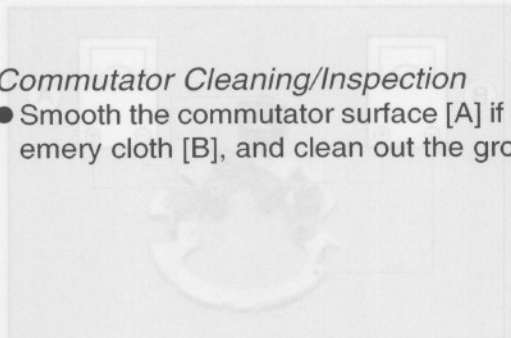 Commutator Cleaning/Inspection
● Smooth the commutator surface [A] if
emery cloth [B], and clean out the